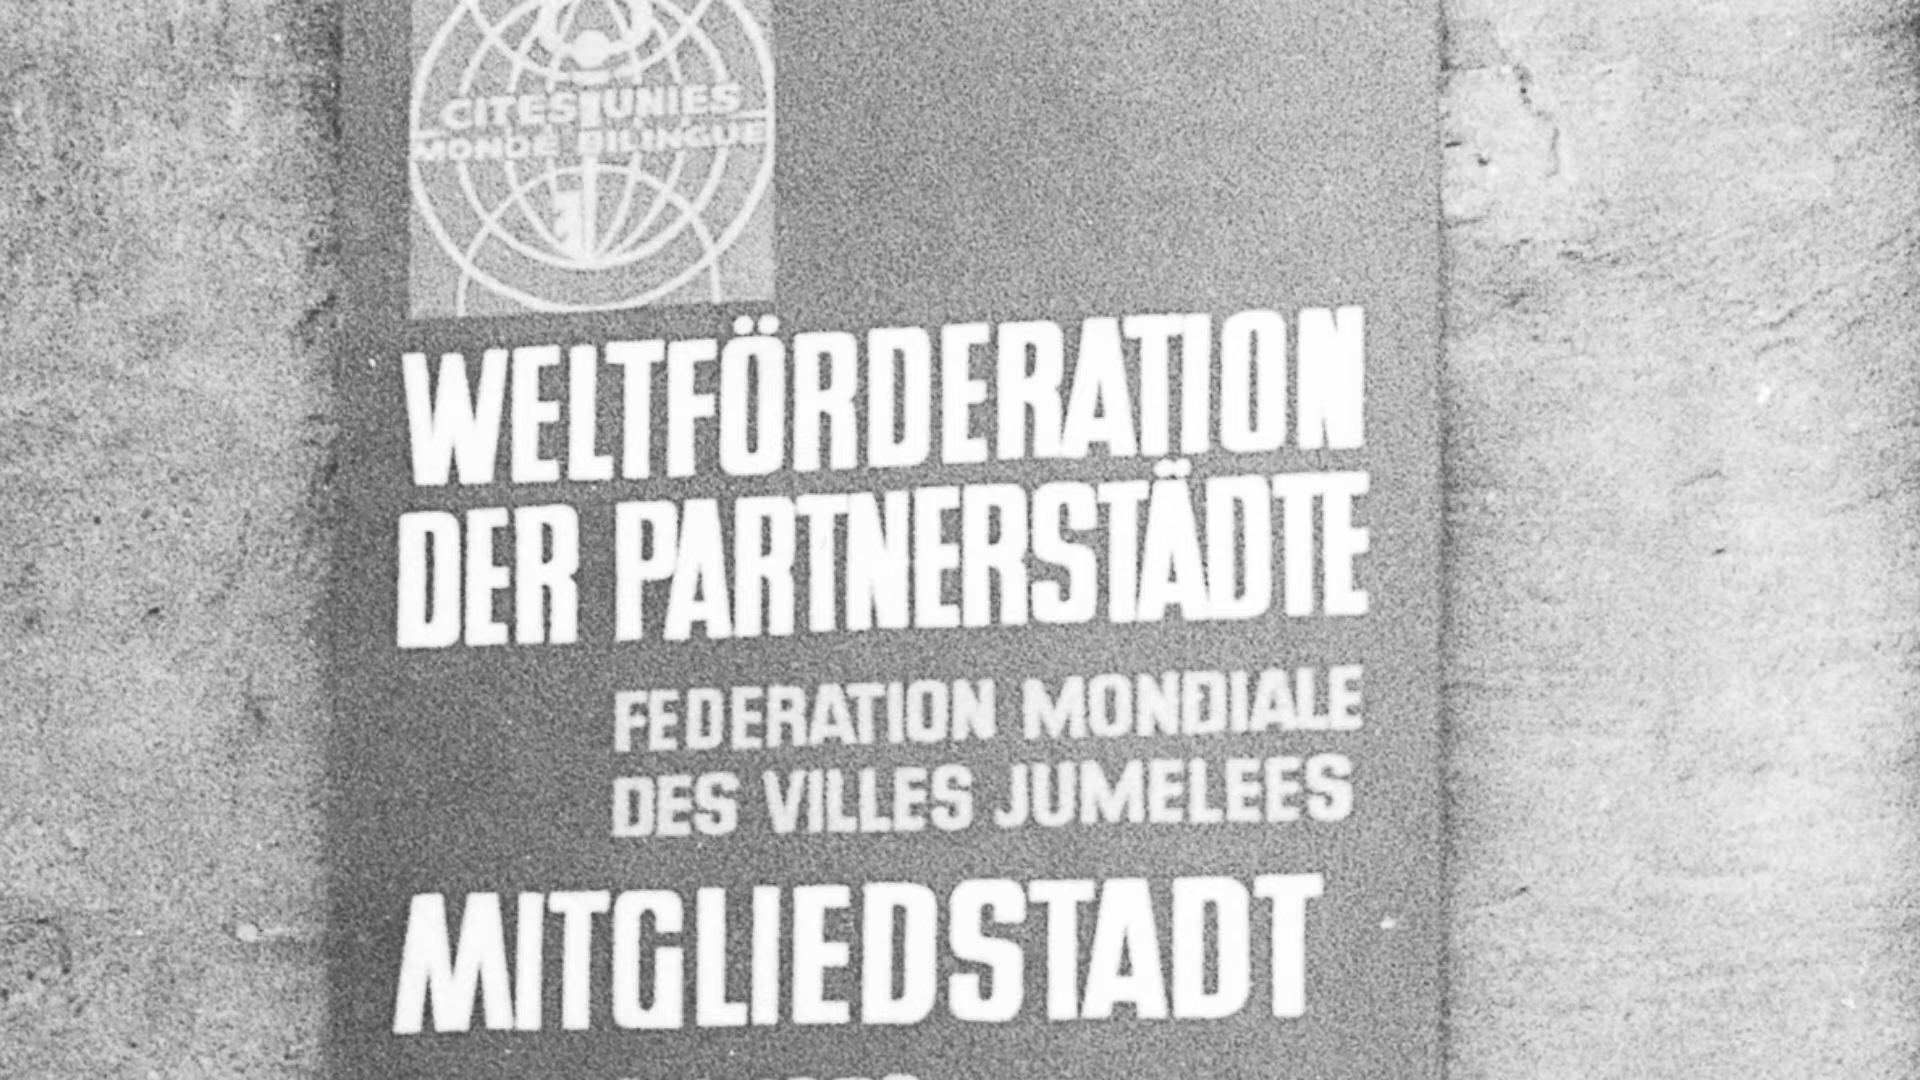 CITES UNIES
MONDE BILINGUE
WELTFÖRDERATION
DER PARTNERSTÄDTE
FEDERATION MONDIALE
DES VILLES JUMELEES
MITGLIEDSTADT